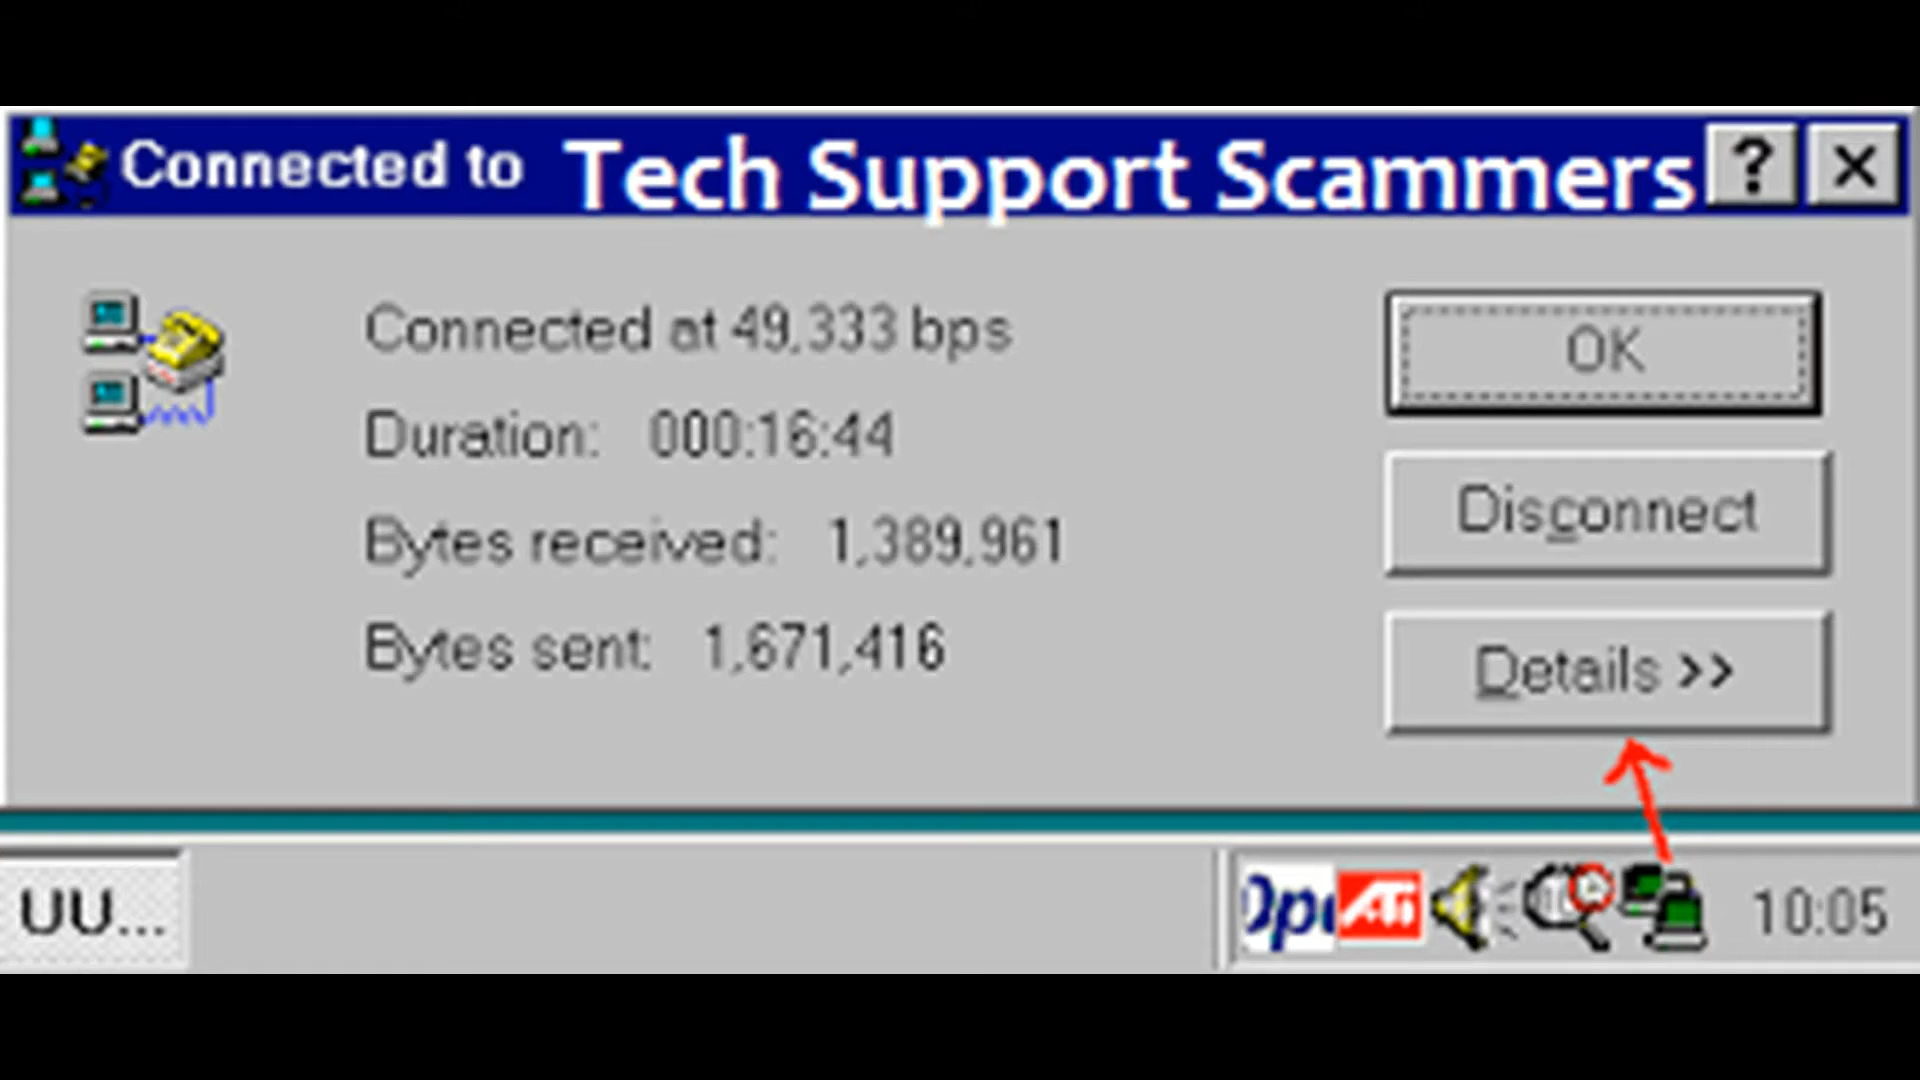 Connected to Tech Support Scammers ? X
Connected at 49,333 bps
OK
Duration: 000:16:44
Disconnect
Bytes received: 1,389,961
Bytes sent: 1,671,416
Details >>
UU...
ATi
10:05